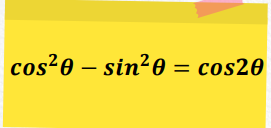 cos²θ − sin²θ = cos2θ